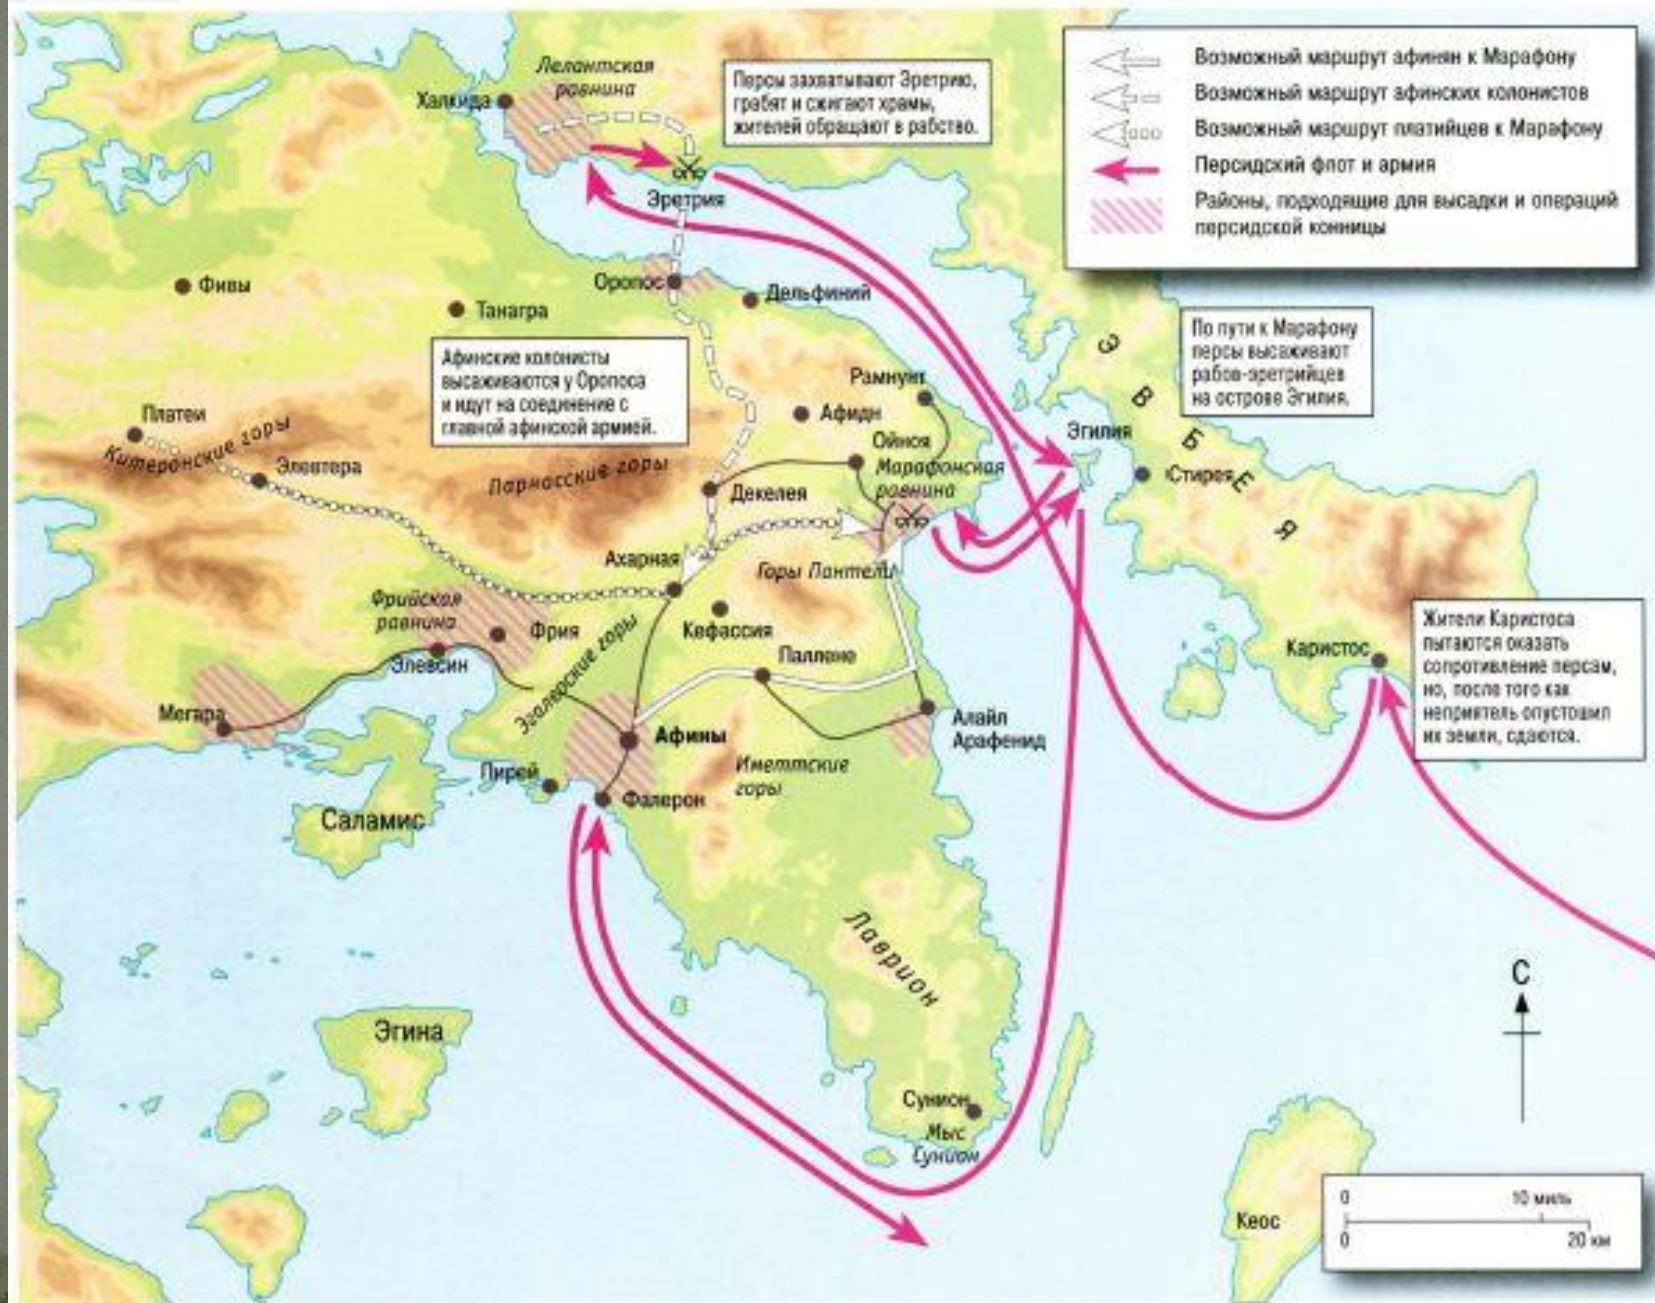 Возможный маршрут афинян к Марафону
Возможный маршрут афинских колонистов
Возможный маршрут платийцев к Марафону
Персидский флот и армия
Районы, подходящие для высадки и операций
персидской конницы
Лелантская
равнина
Халкида
Персы захватывают Эретрию,
грабят и сжигают храмы,
жителей обращают в рабство.
Эретрия
Фивы
Танагра
Оропос
Дельфиний
Афинские колонисты
высаживаются у Оропоса
и идут на соединение с
главной афинской армией.
По пути к Марафону
персы высаживают
рабов-эретрийцев
на острове Эгилия.
ЭВБЕЯ
Рамнунт
Афидн
Ойноя
Эгилия
Стирея
Платеи
Китеронские горы
Элевтера
Парнасские горы
Декелея
Марафонская
равнина
Ахарная
Горы Пантели
Фрийская
равнина
Фрия
Элевсин
Эгалерские горы
Кефассия
Паллене
Мегара
Афины
Алайл
Арафенид
Каристос
Жители Каристоса
пытаются оказать
сопротивление персам,
но, после того как
неприятель опустошил
их земли, сдаются.
Пирей
Фалерон
Иметтские
горы
Саламис
Лаврион
Эгина
Сунион
Мыс
Сунион
Кеос
С
0 10 миль
0 20 км